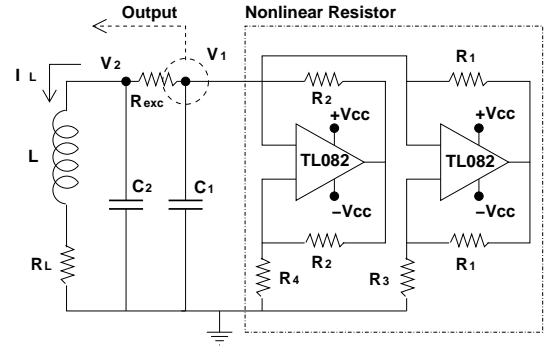 Output
Nonlinear Resistor
V2
V1
I L
Rexc
R2
R1
+Vcc
+Vcc
L
TL082
TL082
C2
C1
−Vcc
−Vcc
R2
R1
RL
R4
R3